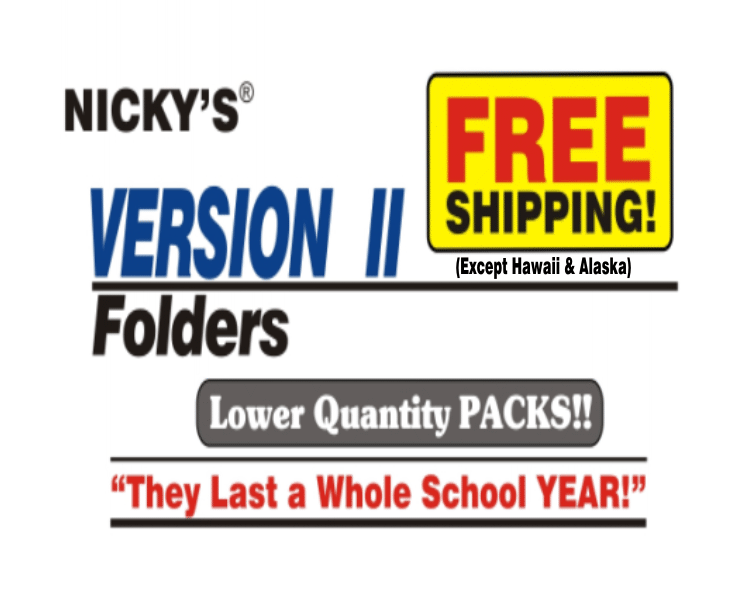 NICKY'S®
FREE
SHIPPING!
(Except Hawaii & Alaska)
VERSION II
Folders
Lower Quantity PACKS!!
“They Last a Whole School YEAR!”